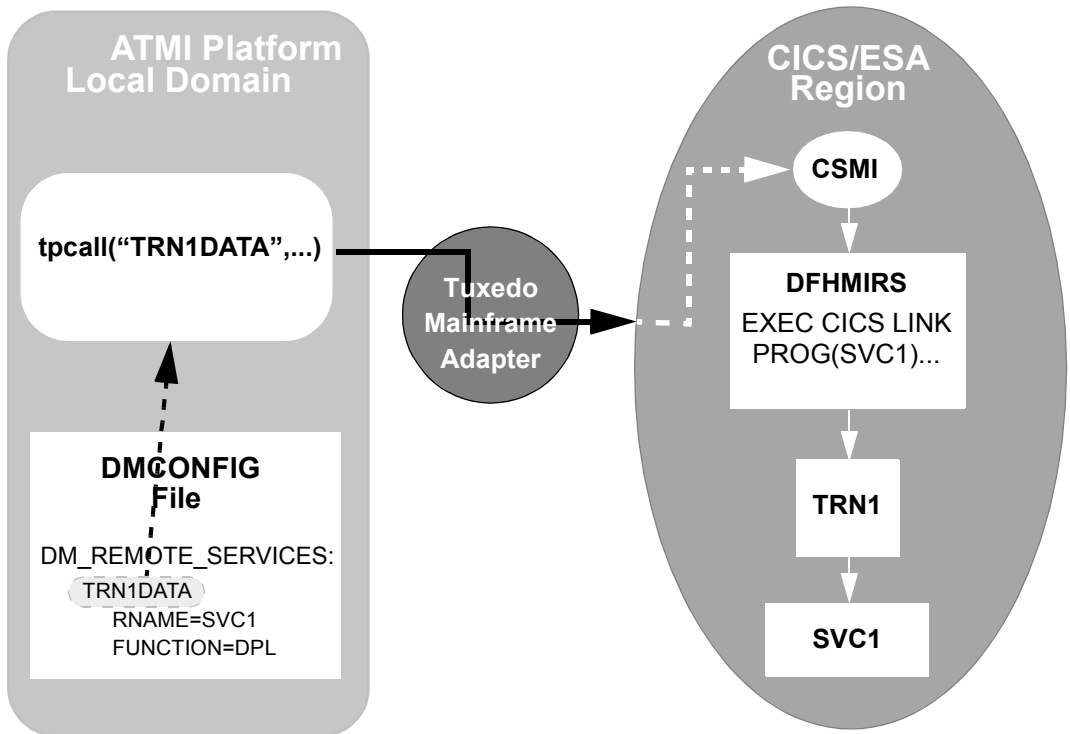 ATMI Platform
Local Domain
tpcall(“TRN1DATA”,...)
DMCONFIG
File
DM_REMOTE_SERVICES:
TRN1DATA
RNAME=SVC1
FUNCTION=DPL
Tuxedo
Mainframe
Adapter
CICS/ESA
Region
CSMI
DFHMIRS
EXEC CICS LINK
PROG(SVC1)...
TRN1
SVC1